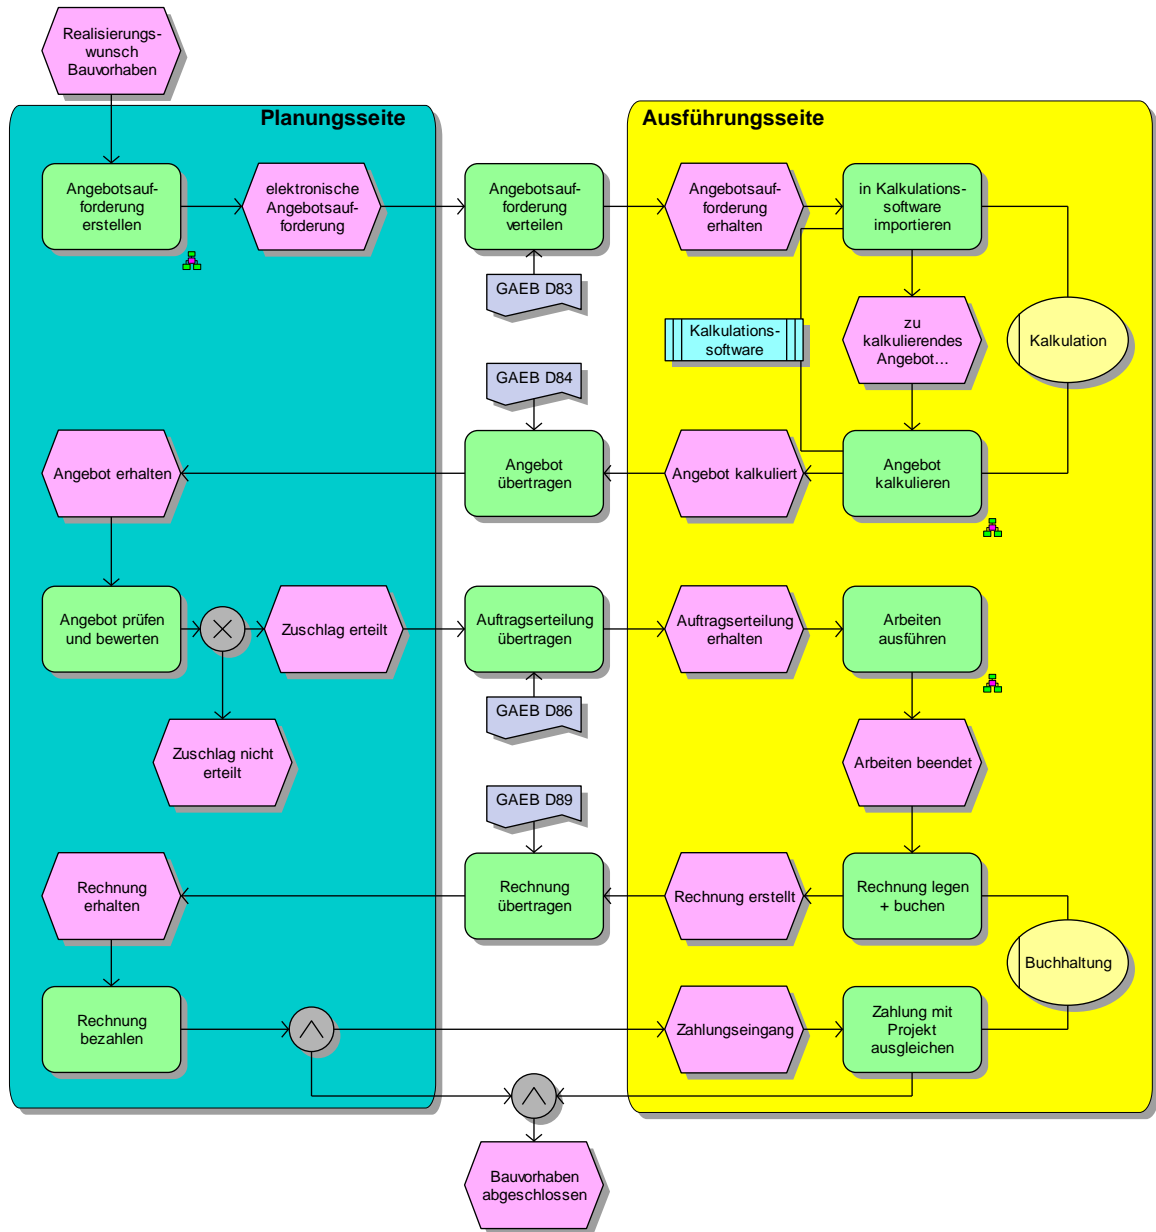 Realisierungs-
wunsch
Bauvorhaben
Planungsseite
Ausführungsseite
Angebotsauf-
forderung
erstellen
elektronische
Angebotsauf-
forderung
Angebotsauf-
forderung
verteilen
Angebotsauf-
forderung
erhalten
in Kalkulations-
software
importieren
GAEB D83
Kalkulations-
software
zu
kalkulierendes
Angebot...
Kalkulation
GAEB D84
Angebot erhalten
Angebot
übertragen
Angebot kalkuliert
Angebot
kalkulieren
Angebot prüfen
und bewerten
Zuschlag erteilt
Auftragserteilung
übertragen
Auftragserteilung
erhalten
Arbeiten
ausführen
GAEB D86
Zuschlag nicht
erteilt
Arbeiten beendet
GAEB D89
Rechnung
erhalten
Rechnung
übertragen
Rechnung erstellt
Rechnung legen
+ buchen
Buchhaltung
Rechnung
bezahlen
Zahlungseingang
Zahlung mit
Projekt
ausgleichen
Bauvorhaben
abgeschlossen